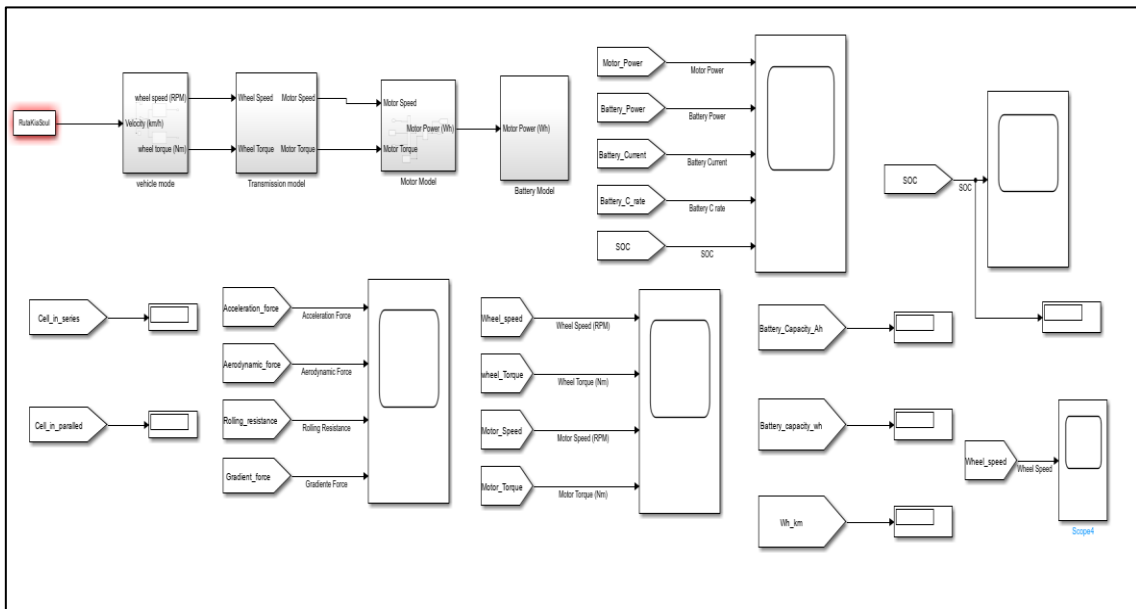 RutaKiaSoul
Velocity (km/h)
wheel speed (RPM)
wheel torque (Nm)
vehicle mode
Wheel Speed
Motor Speed
Wheel Torque
Motor Torque
Transmission model
Motor Speed
Motor Power (Wh)
Motor Torque
Motor Model
Motor Power (Wh)
Battery Model
Motor_Power
Motor Power
Battery_Power
Battery Power
Battery_Current
Battery Current
Battery_C_rate
Battery C rate
SOC
SOC
SOC
SOC
Cell_in_series
Cell_in_paralled
Acceleration_force
Acceleration Force
Aerodynamic_force
Aerodynamic Force
Rolling_resistance
Rolling Resistance
Gradient_force
Gradiente Force
Wheel_speed
Wheel Speed (RPM)
wheel_Torque
Wheel Torque (Nm)
Motor_Speed
Motor Speed (RPM)
Motor_Torque
Motor Torque (Nm)
Battery_Capacity_Ah
Battery_capacity_wh
Wh_km
Wheel_speed
Wheel Speed
Scope4